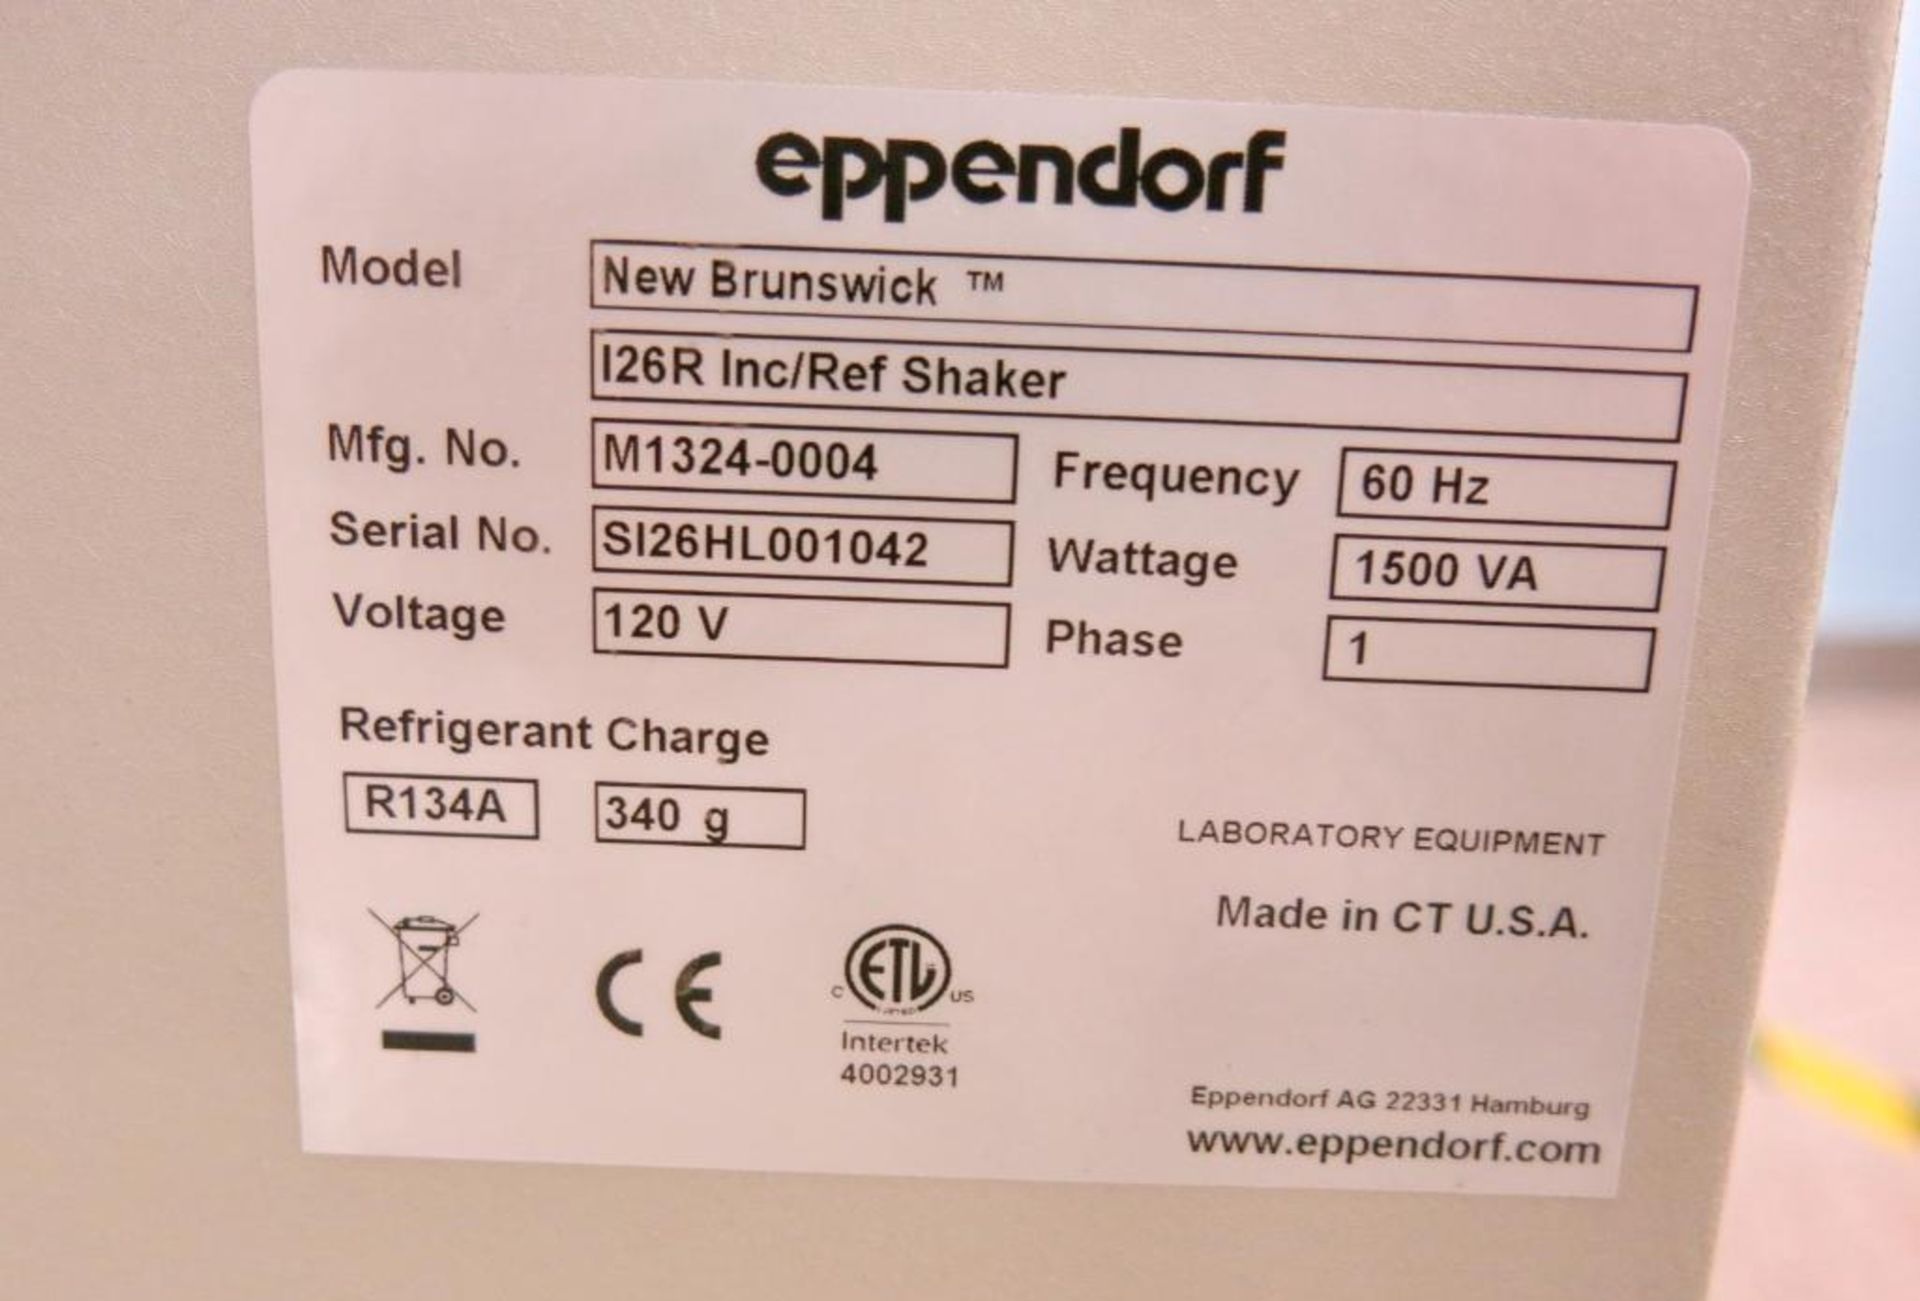 eppendorf
Model New Brunswick ™
I26R Inc/Ref Shaker
Mfg. No. M1324-0004 Frequency 60 Hz
Serial No. SI26HL001042 Wattage 1500 VA
Voltage 120 V Phase 1
Refrigerant Charge
R134A 340 g
LABORATORY EQUIPMENT
Made in CT U.S.A.
CE
C ETL US
LISTED
Intertek
4002931
Eppendorf AG 22331 Hamburg
www.eppendorf.com